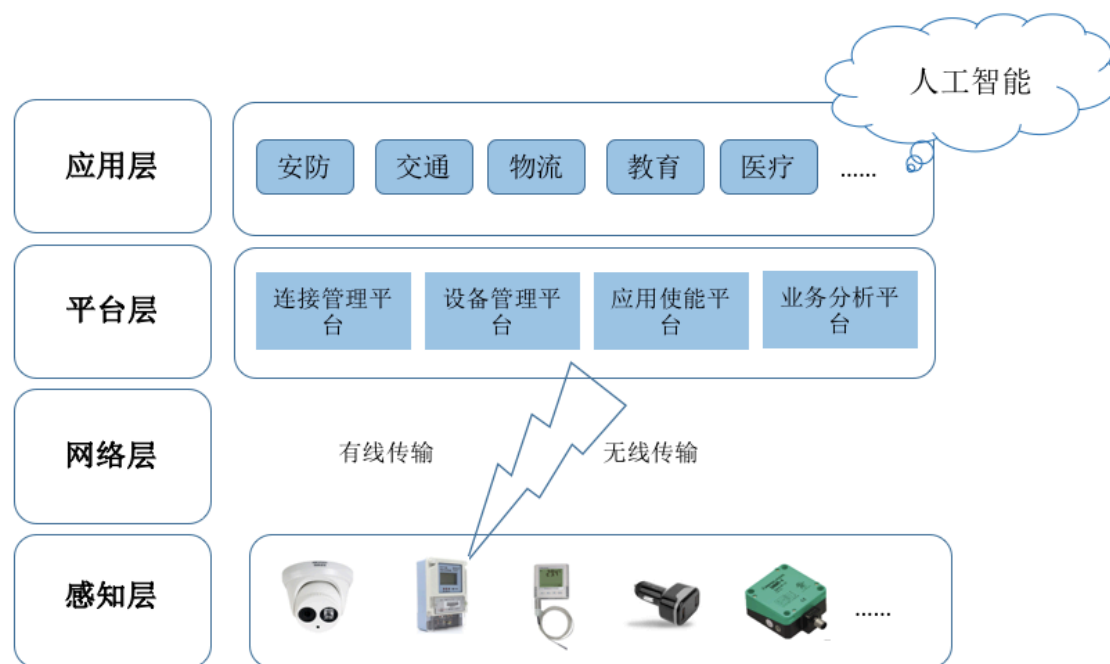 人工智能
应用层
安防 交通 物流 教育 医疗 ......
平台层
连接管理平
台
设备管理平
台
应用使能平
台
业务分析平
台
网络层
有线传输 无线传输
感知层
......